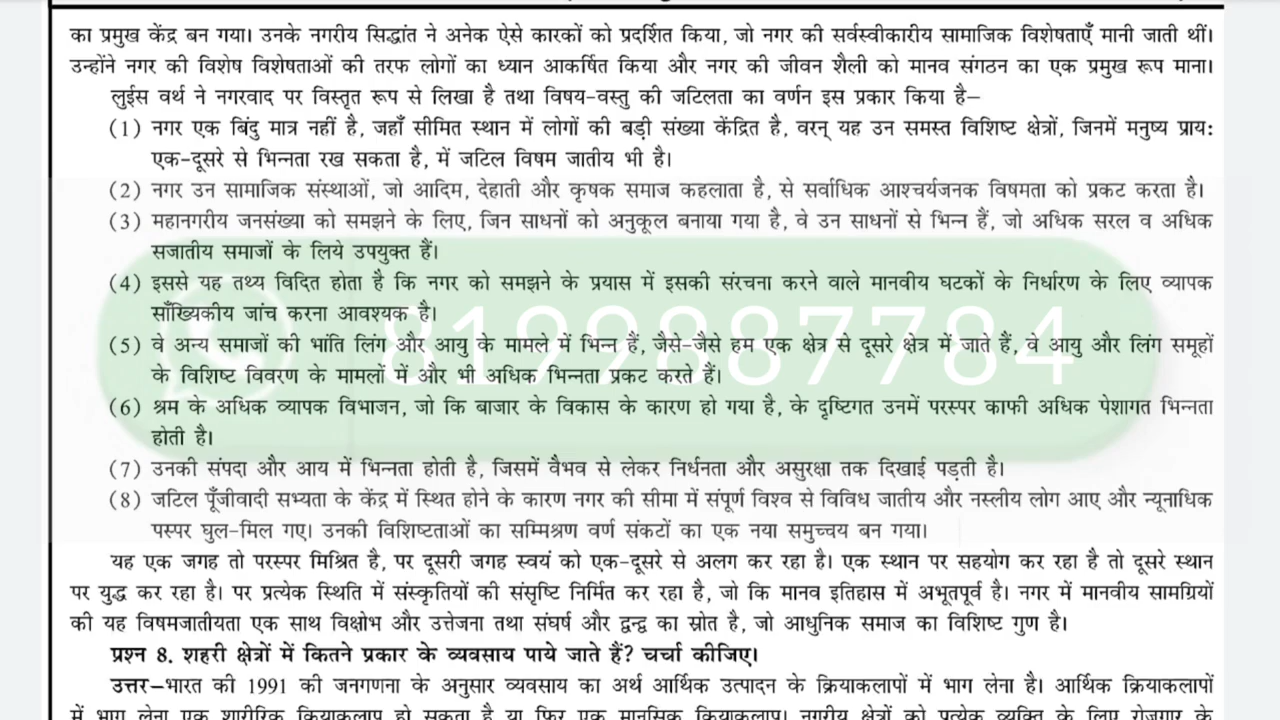 का प्रमुख केंद्र बन गया। उनके नगरीय सिद्धांत ने अनेक ऐसे कारकों को प्रदर्शित किया, जो नगर की सर्वस्वीकारीय सामाजिक विशेषताएँ मानी जाती थीं।
उन्होंने नगर की विशेष विशेषताओं की तरफ लोगों का ध्यान आकर्षित किया और नगर की जीवन शैली को मानव संगठन का एक प्रमुख रूप माना।
लुईस वर्थ ने नगरवाद पर विस्तृत रूप से लिखा है तथा विषय-वस्तु की जटिलता का वर्णन इस प्रकार किया है–
(1) नगर एक बिंदु मात्र नहीं है, जहाँ सीमित स्थान में लोगों की बड़ी संख्या केंद्रित है, वरन् यह उन समस्त विशिष्ट क्षेत्रों, जिनमें मनुष्य प्राय:
एक-दूसरे से भिन्नता रख सकता है, में जटिल विषम जातीय भी है।
(2) नगर उन सामाजिक संस्थाओं, जो आदिम, देहाती और कृषक समाज कहलाता है, से सर्वाधिक आश्चर्यजनक विषमता को प्रकट करता है।
(3) महानगरीय जनसंख्या को समझने के लिए, जिन साधनों को अनुकूल बनाया गया है, वे उन साधनों से भिन्न हैं, जो अधिक सरल व अधिक
सजातीय समाजों के लिये उपयुक्त हैं।
(4) इससे यह तथ्य विदित होता है कि नगर को समझने के प्रयास में इसकी संरचना करने वाले मानवीय घटकों के निर्धारण के लिए व्यापक
साँख्यिकीय जांच करना आवश्यक है।
8199887784
(5) वे अन्य समाजों की भांति लिंग और आयु के मामले में भिन्न हैं, जैसे-जैसे हम एक क्षेत्र से दूसरे क्षेत्र में जाते हैं, वे आयु और लिंग समूहों
के विशिष्ट विवरण के मामलों में और भी अधिक भिन्नता प्रकट करते हैं।
(6) श्रम के अधिक व्यापक विभाजन, जो कि बाजार के विकास के कारण हो गया है, के दृष्टिगत उनमें परस्पर काफी अधिक पेशागत भिन्नता
होती है।
(7) उनकी संपदा और आय में भिन्नता होती है, जिसमें वैभव से लेकर निर्धनता और असुरक्षा तक दिखाई पड़ती है।
(8) जटिल पूँजीवादी सभ्यता के केंद्र में स्थित होने के कारण नगर की सीमा में संपूर्ण विश्व से विविध जातीय और नस्लीय लोग आए और न्यूनाधिक
पस्पर घुल-मिल गए। उनकी विशिष्टताओं का सम्मिश्रण वर्ण संकटों का एक नया समुच्चय बन गया।
यह एक जगह तो परस्पर मिश्रित है, पर दूसरी जगह स्वयं को एक-दूसरे से अलग कर रहा है। एक स्थान पर सहयोग कर रहा है तो दूसरे स्थान
पर युद्ध कर रहा है। पर प्रत्येक स्थिति में संस्कृतियों की संसृष्टि निर्मित कर रहा है, जो कि मानव इतिहास में अभूतपूर्व है। नगर में मानवीय सामग्रियों
की यह विषमजातीयता एक साथ विक्षोभ और उत्तेजना तथा संघर्ष और द्वन्द्व का स्रोत है, जो आधुनिक समाज का विशिष्ट गुण है।
प्रश्न 8. शहरी क्षेत्रों में कितने प्रकार के व्यवसाय पाये जाते हैं? चर्चा कीजिए।
उत्तर–भारत की 1991 की जनगणना के अनुसार व्यवसाय का अर्थ आर्थिक उत्पादन के क्रियाकलापों में भाग लेना है। आर्थिक क्रियाकलापों
में भाग लेना एक शारीरिक क्रियाकलाप हो सकता है या फिर एक मानसिक क्रियाकलाप। नगरीय क्षेत्रों को प्रत्येक व्यक्ति के लिए रोजगार के